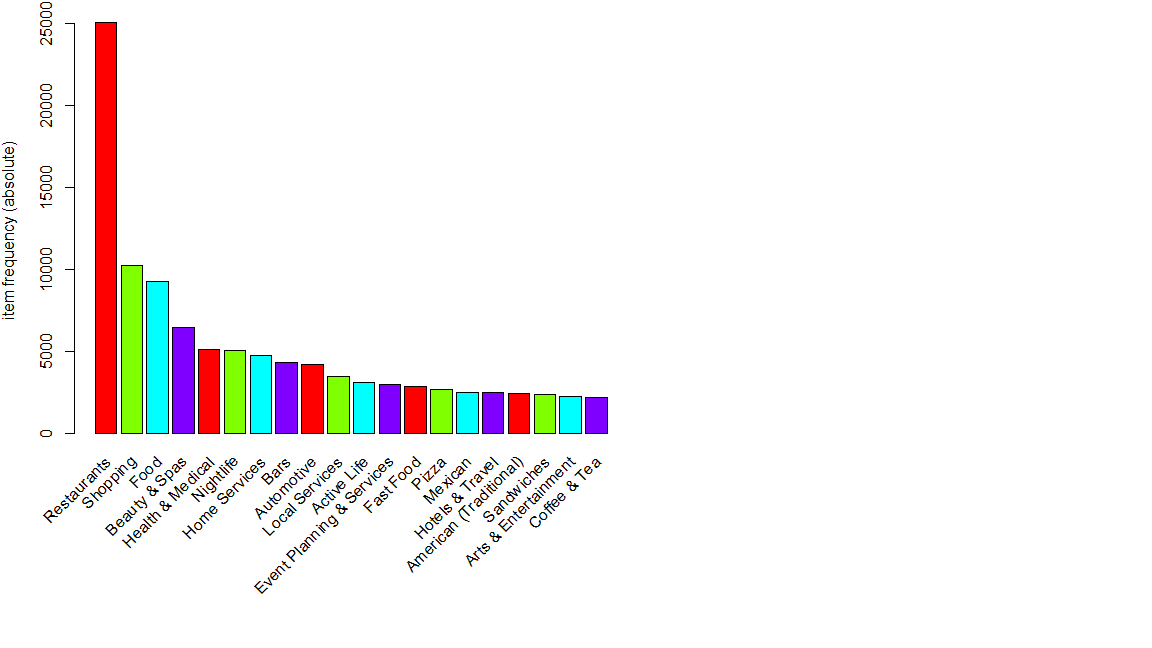 item frequency (absolute)
25000
20000
15000
10000
5000
0
Restaurants
Shopping
Food
Beauty & Spas
Health & Medical
Nightlife
Home Services
Bars
Automotive
Local Services
Active Life
Event Planning & Services
Fast Food
Pizza
Mexican
Hotels & Travel
American (Traditional)
Sandwiches
Arts & Entertainment
Coffee & Tea